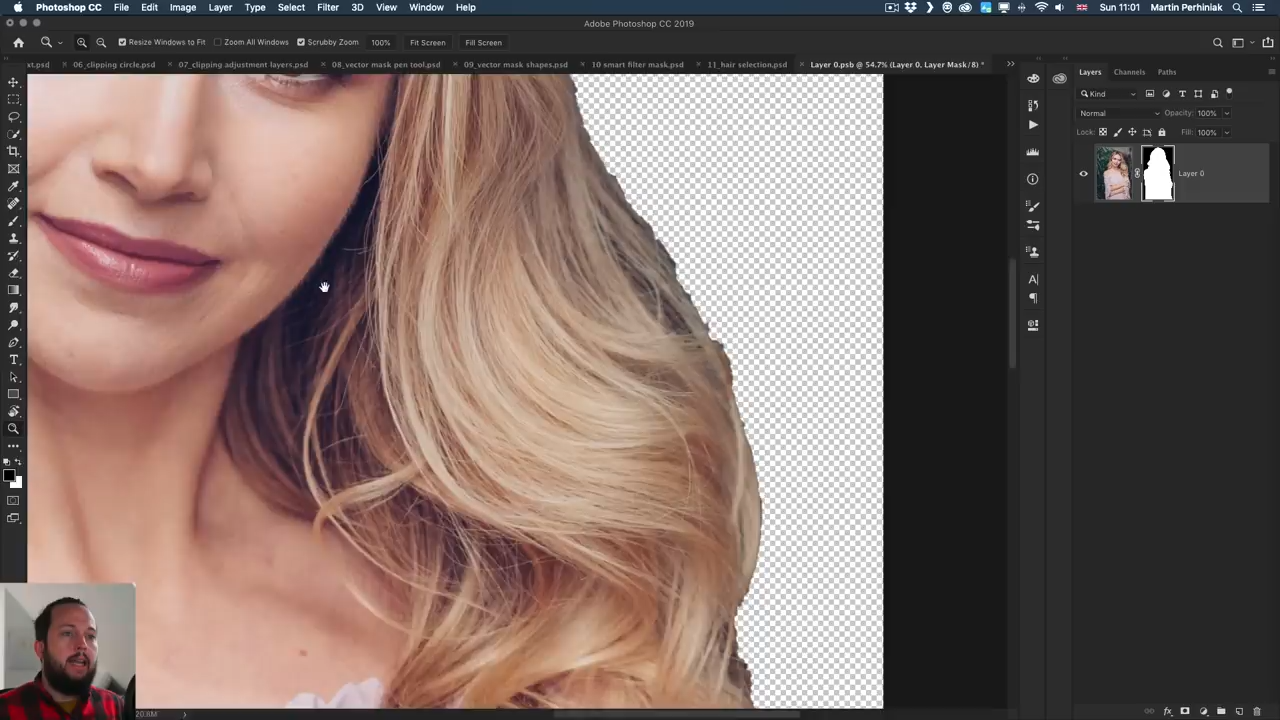 Photoshop CC File Edit Image Layer Type Select Filter 3D View Window Help Sun 11:01 Martin Perhiniak
Adobe Photoshop CC 2019
Resize Windows to Fit Zoom All Windows Scrubby Zoom 100% Fit Screen Fill Screen
xt.psd × 06_clipping circle.psd × 07_clipping adjustment layers.psd × 08_vector mask pen tool.psd × 09_vector mask shapes.psd × 10 smart filter mask.psd × 11_hair selection.psd × Layer 0.psb @ 54.7% (Layer 0, Layer Mask/8) *
Layers Channels Paths
Kind
Normal Opacity: 100%
Lock: Fill: 100%
Layer 0